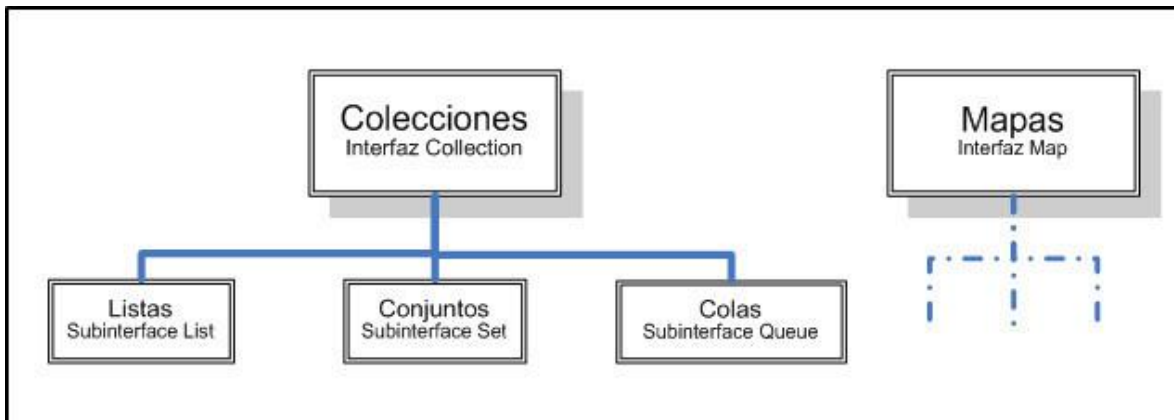 Colecciones
Interfaz Collection
Mapas
Interfaz Map
Listas
Subinterface List
Conjuntos
Subinterface Set
Colas
Subinterface Queue